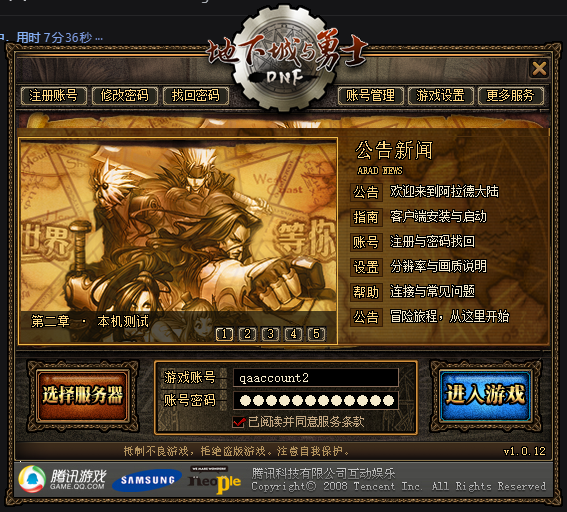 用时 7分36秒 ...
地下城与勇士
DNF
注册账号 修改密码 找回密码 账号管理 游戏设置 更多服务
世界
等你
第二章 · 本机测试
1 2 3 4 5
公告新闻
ARAD NEWS
公告 欢迎来到阿拉德大陆
指南 客户端安装与启动
账号 注册与密码找回
设置 分辨率与画质说明
帮助 连接与常见问题
公告 冒险旅程，从这里开始
选择服务器
游戏账号 qaaccount2
账号密码 ●●●●●●●●●●●●
已阅读并同意服务条款
进入游戏
抵制不良游戏，拒绝盗版游戏。注意自我保护。
v1.0.12
腾讯游戏
GAME.QQ.COM
SAMSUNG
WE MAKE WONDER
neople
腾讯科技有限公司互动娱乐
Copyright© 2008 Tencent Inc. All Rights Reserved